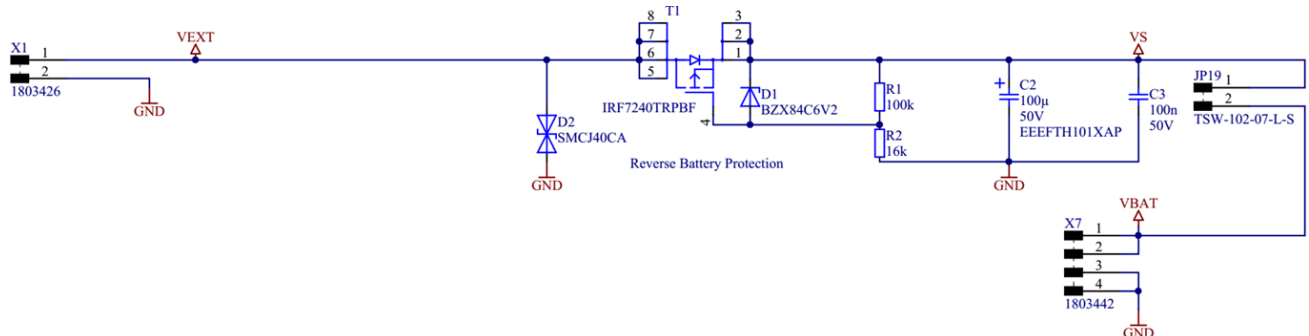 X1
1
2
1803426
VEXT
GND
D2
SMCJ40CA
GND
T1
8
7
6
5
3
2
1
4
IRF7240TRPBF
D1
BZX84C6V2
R1
100k
R2
16k
Reverse Battery Protection
+
C2
100µ
50V
EEEFTH101XAP
GND
VS
C3
100n
50V
JP19
1
2
TSW-102-07-L-S
VBAT
X7
1
2
3
4
1803442
GND